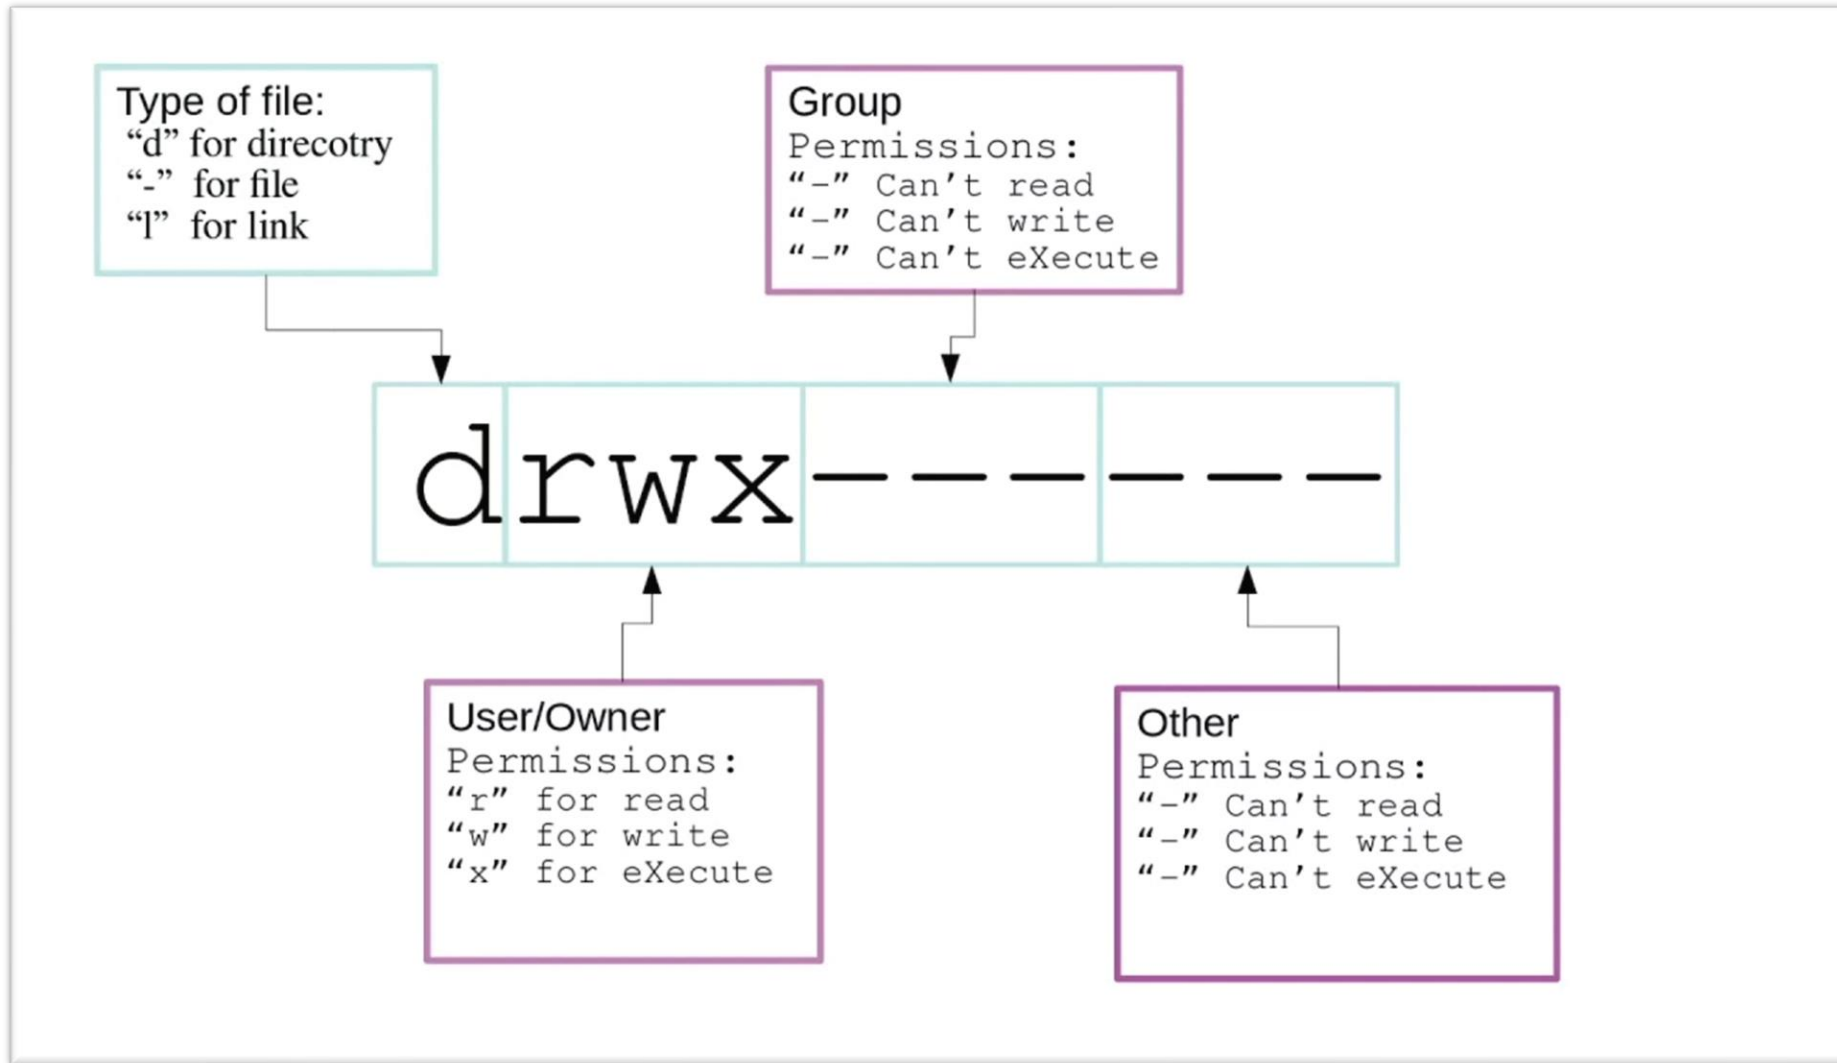 Type of file:
“d” for direcotry
“-” for file
“l” for link
Group
Permissions:
“-” Can’t read
“-” Can’t write
“-” Can’t eXecute
drwx------
User/Owner
Permissions:
“r” for read
“w” for write
“x” for eXecute
Other
Permissions:
“-” Can’t read
“-” Can’t write
“-” Can’t eXecute